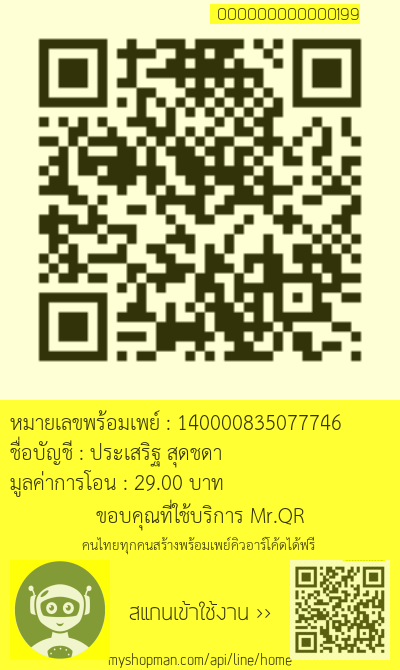 000000000000199
หมายเลขพร้อมเพย์ : 140000835077746
ชื่อบัญชี : ประเสริฐ สุดชดา
มูลค่าการโอน : 29.00 บาท
ขอบคุณที่ใช้บริการ Mr.QR
คนไทยทุกคนสร้างพร้อมเพย์คิวอาร์โค้ดได้ฟรี
สแกนเข้าใช้งาน >>
myshopman.com/api/line/home